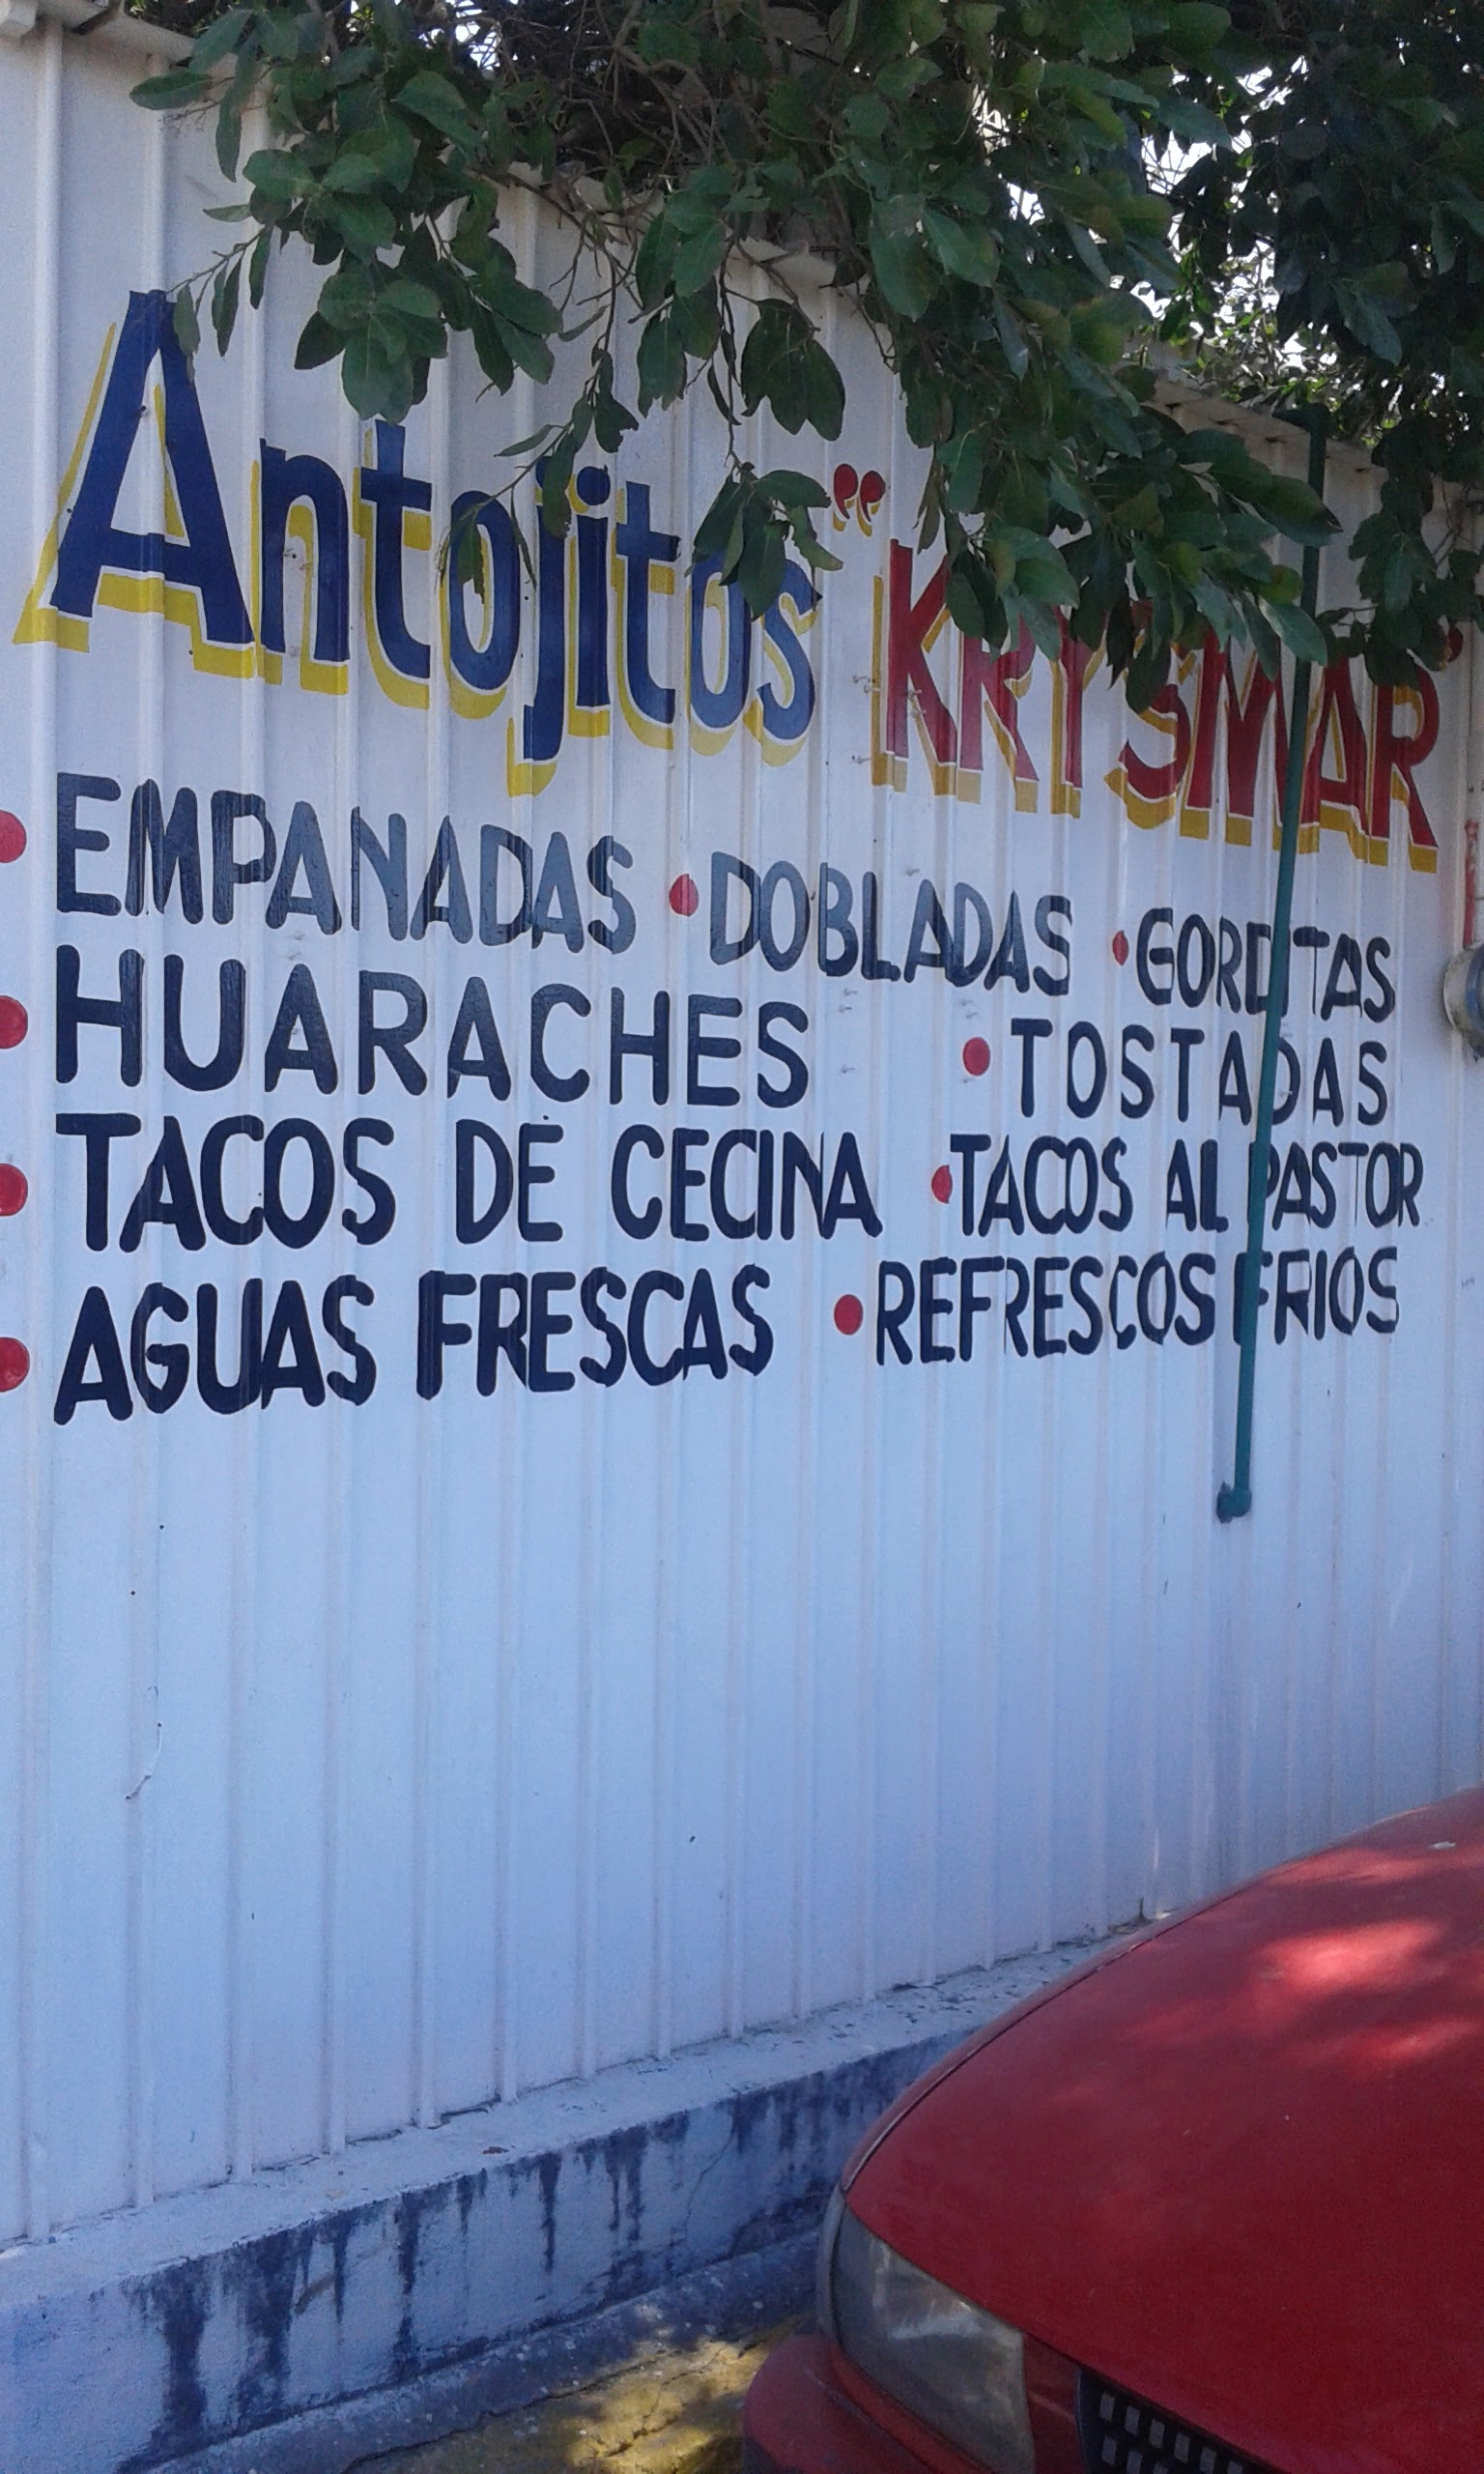 Antojitos "KRYSMAR"
• EMPANADAS • DOBLADAS • GORDITAS
• HUARACHES • TOSTADAS
• TACOS DE CECINA • TACOS AL PASTOR
• AGUAS FRESCAS • REFRESCOS FRIOS